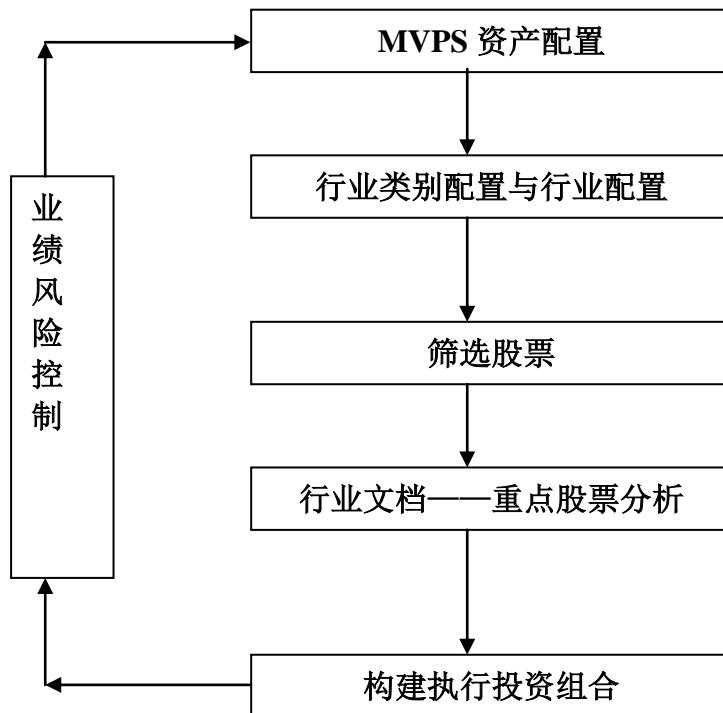 MVPS 资产配置
行业类别配置与行业配置
筛选股票
行业文档——重点股票分析
构建执行投资组合
业
绩
风
险
控
制